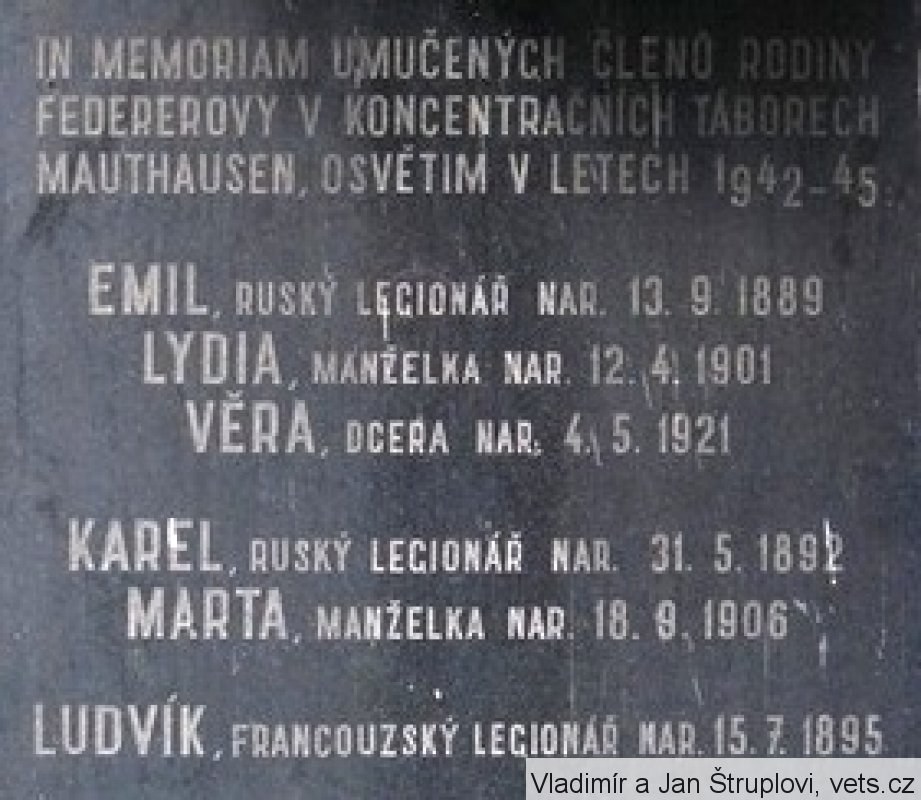 IN MEMORIAM UMUČENÝCH ČLENŮ RODINY
FEDEREROVY V KONCENTRAČNÍCH TÁBORECH
MAUTHAUSEN, OSVĚTIM V LETECH 1942-45.
EMIL, RUSKÝ LEGIONÁŘ NAR. 13. 9. 1889
LYDIA, MANŽELKA NAR. 12. 4. 1901
VĚRA, DCERA NAR. 4. 5. 1921
KAREL, RUSKÝ LEGIONÁŘ NAR. 31. 5. 1892
MARTA, MANŽELKA NAR. 18. 9. 1906
LUDVÍK, FRANCOUZSKÝ LEGIONÁŘ NAR. 15. 7. 1895
Vladimír a Jan Štruplovi, vets.cz